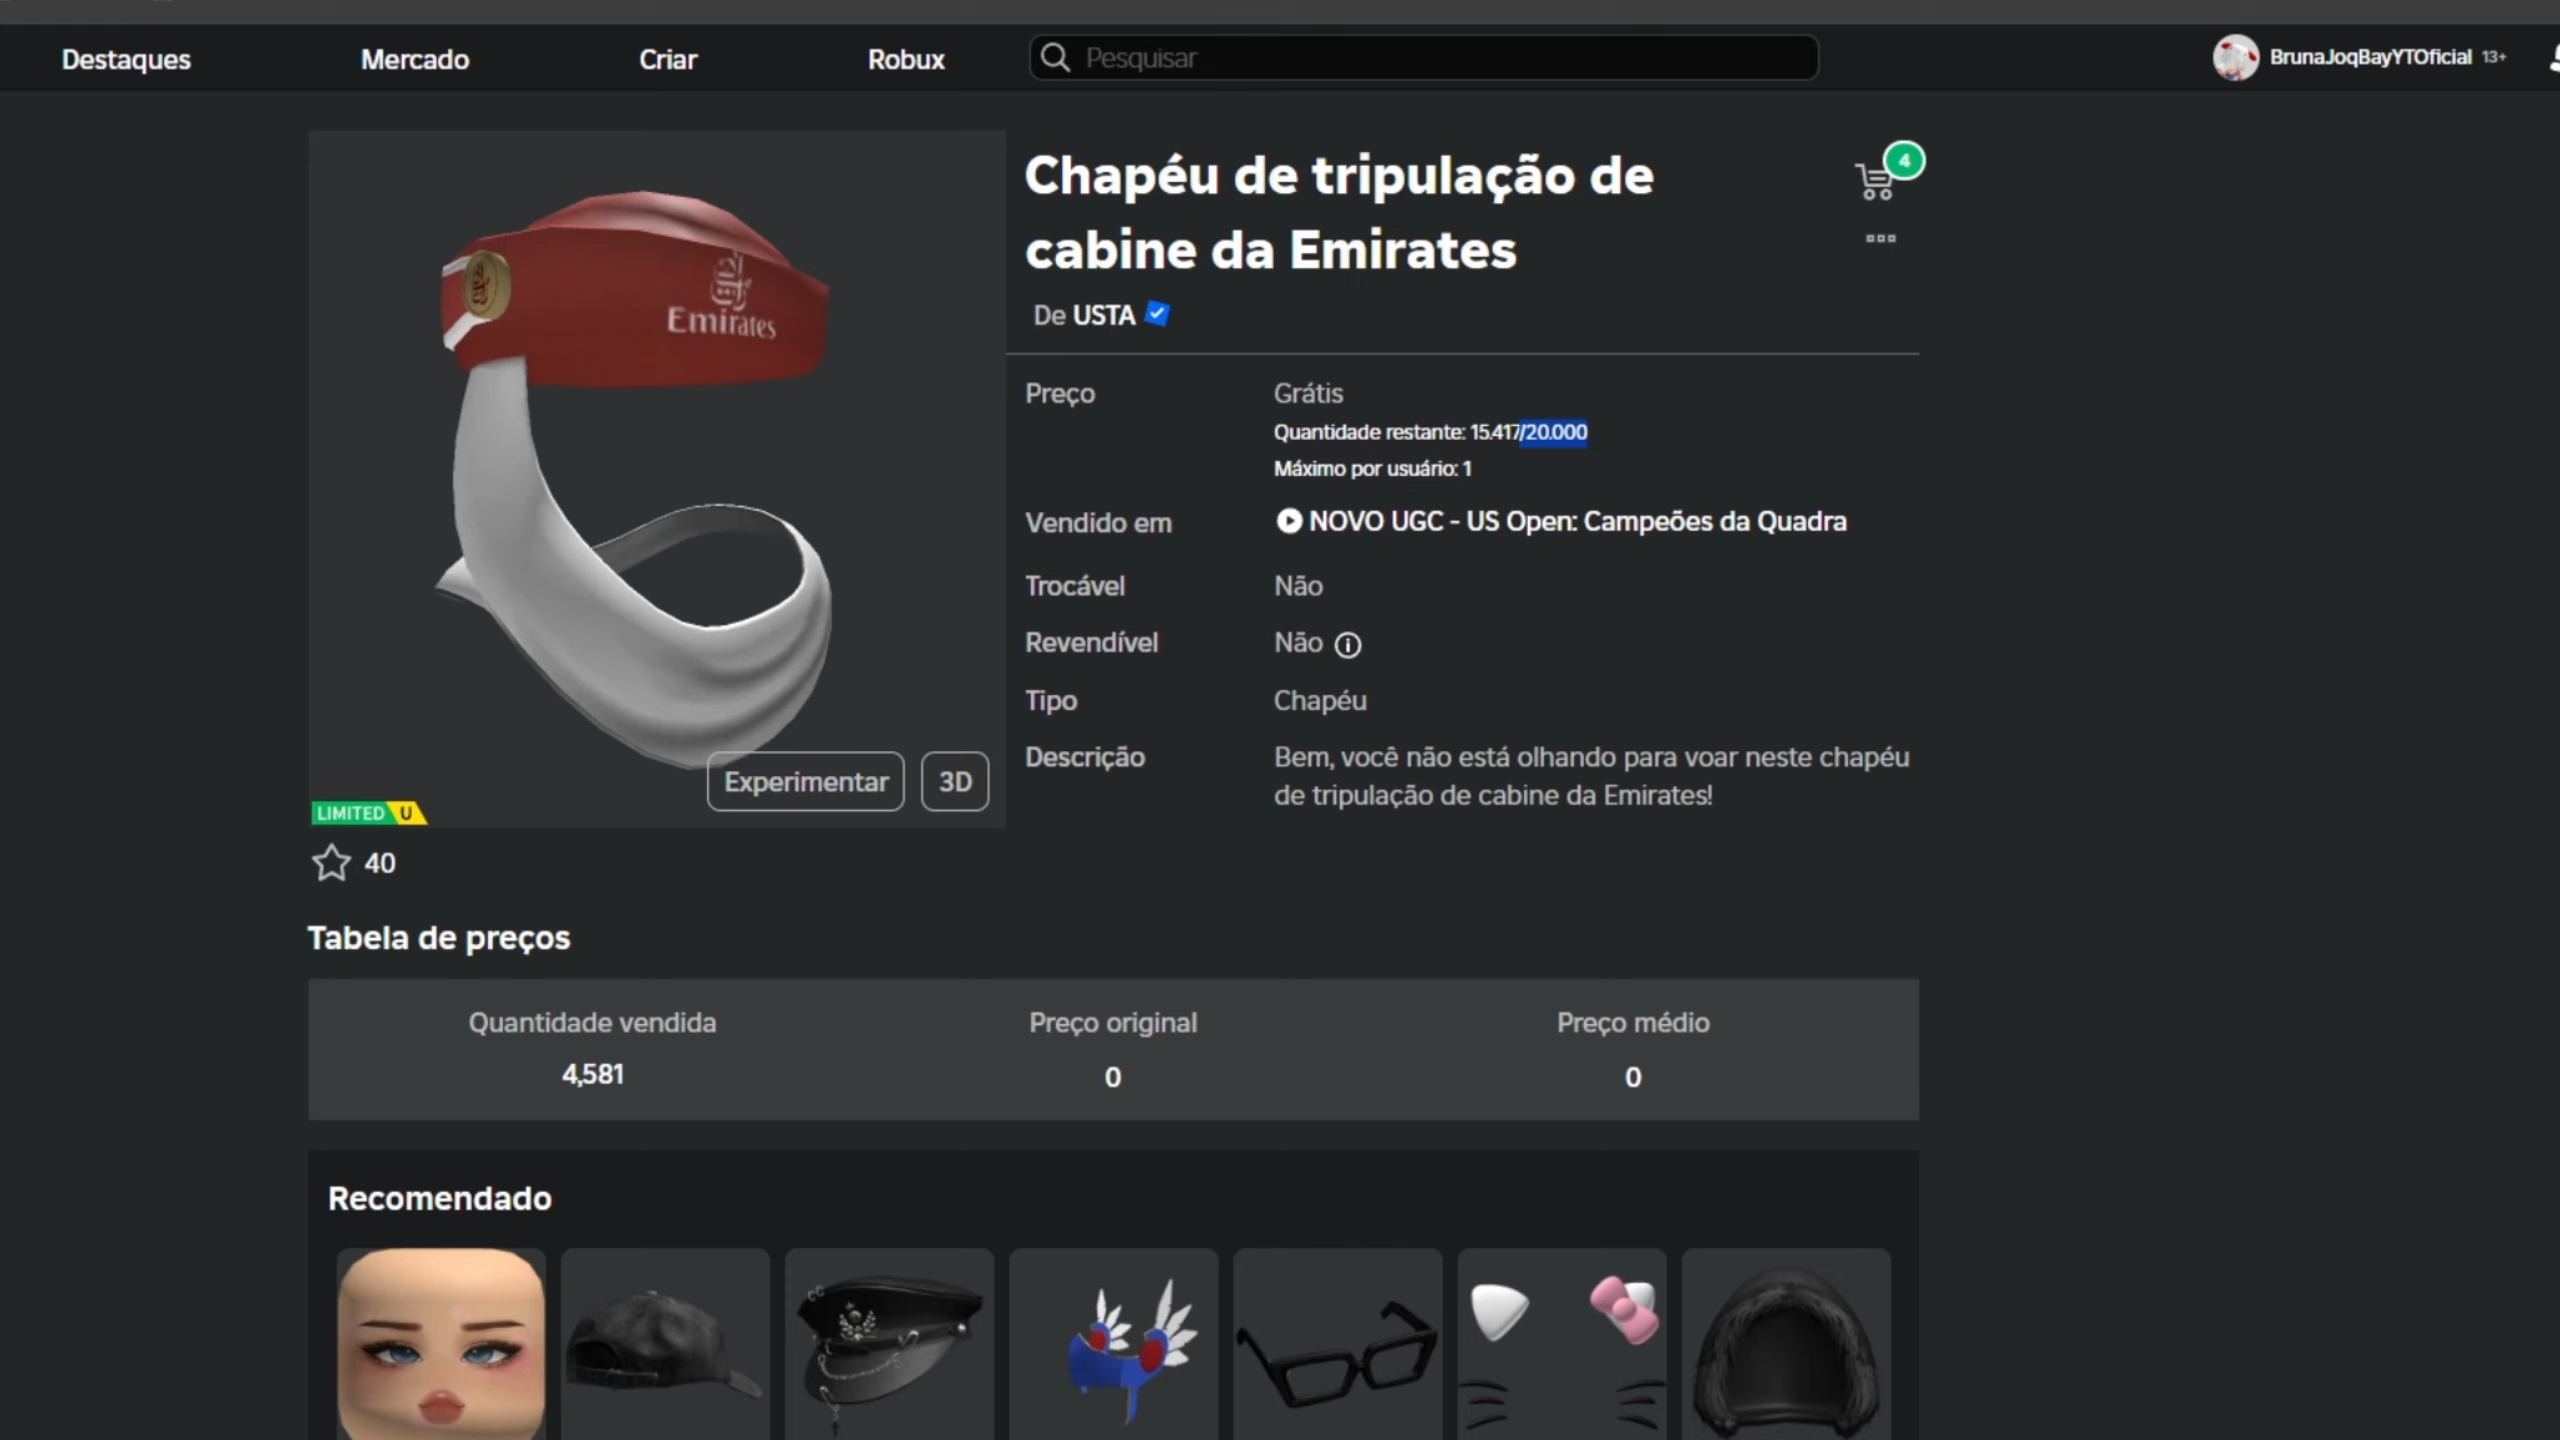 Destaques
Mercado
Criar
Robux
Pesquisar
BrunaJoqBayYTOficial 13+
Emirates
Experimentar
3D
LIMITED U
40
Chapéu de tripulação de
cabine da Emirates
4
De USTA
Preço
Grátis
Quantidade restante: 15.417/20.000
Máximo por usuário: 1
Vendido em
NOVO UGC - US Open: Campeões da Quadra
Trocável
Não
Revendível
Não
Tipo
Chapéu
Descrição
Bem, você não está olhando para voar neste chapéu
de tripulação de cabine da Emirates!
Tabela de preços
Quantidade vendida
Preço original
Preço médio
4,581
0
0
Recomendado